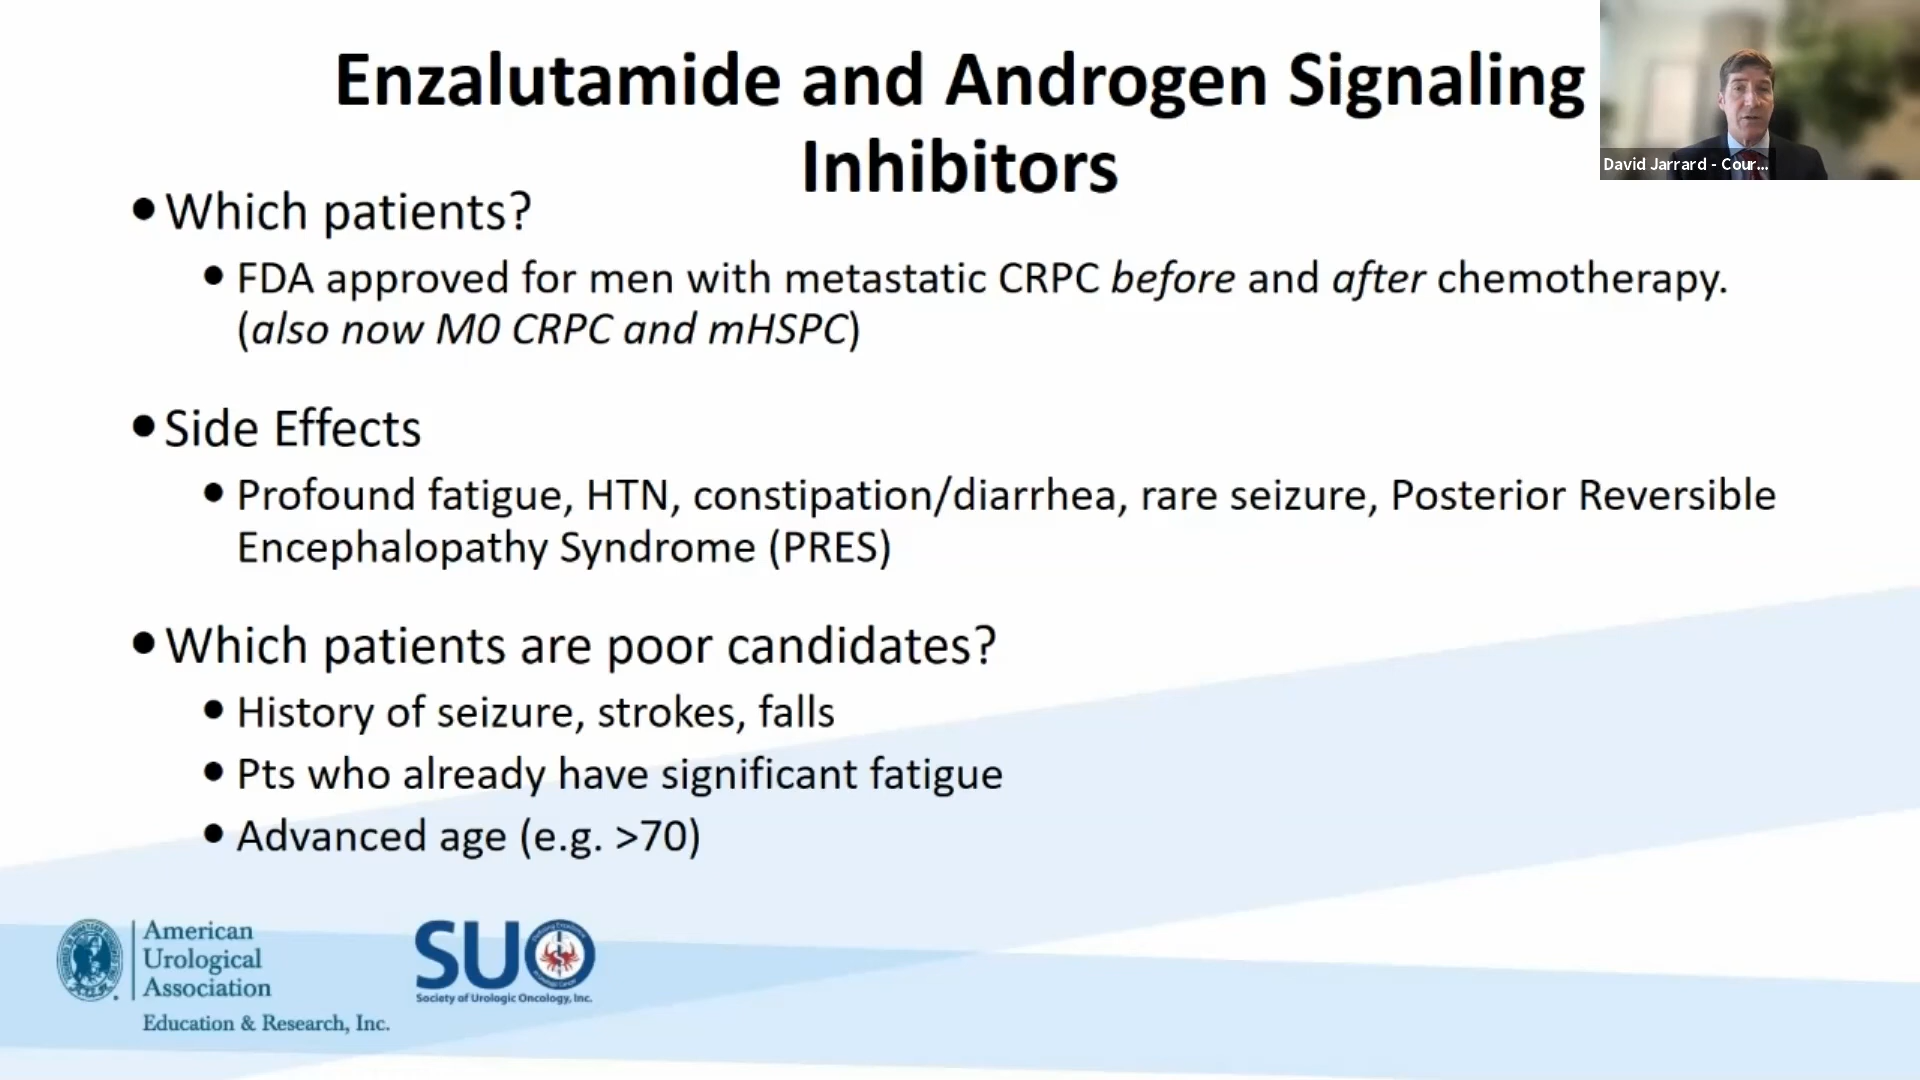 Enzalutamide and Androgen Signaling
Inhibitors
David Jarrard - Cour...
• Which patients?
• FDA approved for men with metastatic CRPC before and after chemotherapy.
(also now M0 CRPC and mHSPC)
• Side Effects
• Profound fatigue, HTN, constipation/diarrhea, rare seizure, Posterior Reversible
Encephalopathy Syndrome (PRES)
• Which patients are poor candidates?
• History of seizure, strokes, falls
• Pts who already have significant fatigue
• Advanced age (e.g. >70)
American
Urological
Association
Education & Research, Inc.
SUO
Society of Urologic Oncology, Inc.